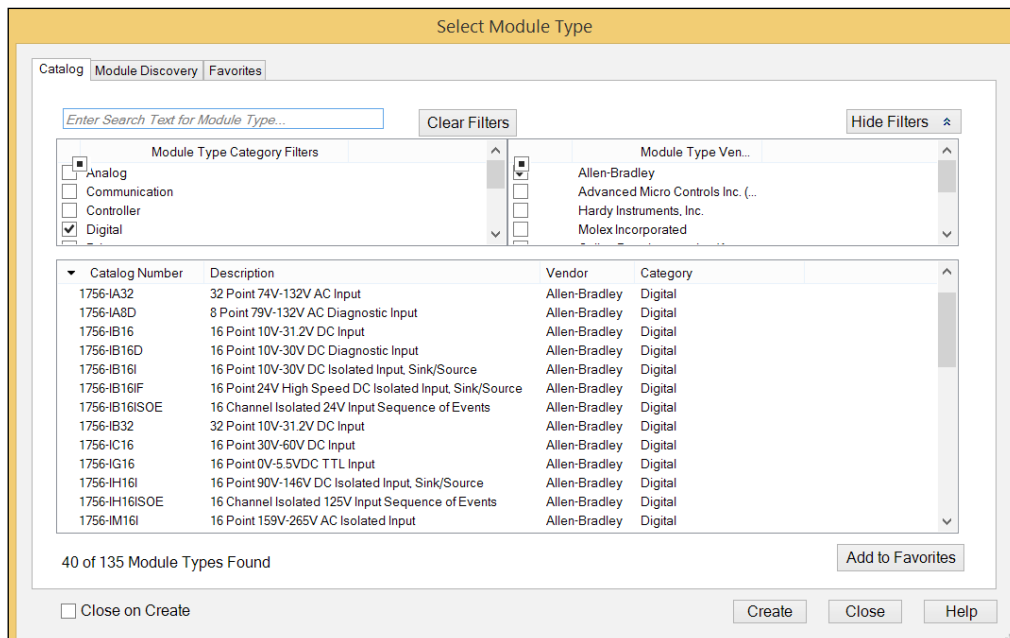 Select Module Type
Catalog Module Discovery Favorites
Enter Search Text for Module Type... Clear Filters Hide Filters
Module Type Category Filters Module Type Ven...
Analog Allen-Bradley
Communication Advanced Micro Controls Inc. (...
Controller Hardy Instruments, Inc.
Digital Molex Incorporated
Catalog Number Description Vendor Category
1756-IA32 32 Point 74V-132V AC Input Allen-Bradley Digital
1756-IA8D 8 Point 79V-132V AC Diagnostic Input Allen-Bradley Digital
1756-IB16 16 Point 10V-31.2V DC Input Allen-Bradley Digital
1756-IB16D 16 Point 10V-30V DC Diagnostic Input Allen-Bradley Digital
1756-IB16I 16 Point 10V-30V DC Isolated Input, Sink/Source Allen-Bradley Digital
1756-IB16IF 16 Point 24V High Speed DC Isolated Input, Sink/Source Allen-Bradley Digital
1756-IB16ISOE 16 Channel Isolated 24V Input Sequence of Events Allen-Bradley Digital
1756-IB32 32 Point 10V-31.2V DC Input Allen-Bradley Digital
1756-IC16 16 Point 30V-60V DC Input Allen-Bradley Digital
1756-IG16 16 Point 0V-5.5VDC TTL Input Allen-Bradley Digital
1756-IH16I 16 Point 90V-146V DC Isolated Input, Sink/Source Allen-Bradley Digital
1756-IH16ISOE 16 Channel Isolated 125V Input Sequence of Events Allen-Bradley Digital
1756-IM16I 16 Point 159V-265V AC Isolated Input Allen-Bradley Digital
40 of 135 Module Types Found Add to Favorites
Close on Create Create Close Help